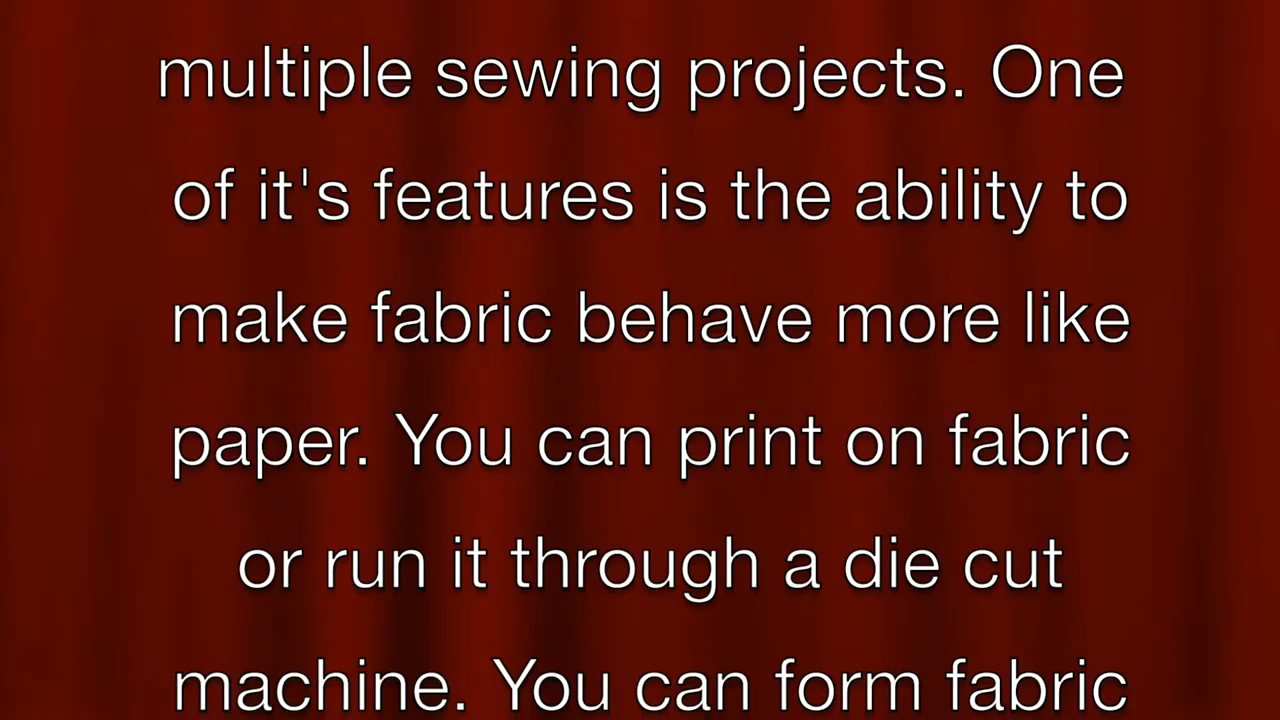 multiple sewing projects. One
of it's features is the ability to
make fabric behave more like
paper. You can print on fabric
or run it through a die cut
machine. You can form fabric